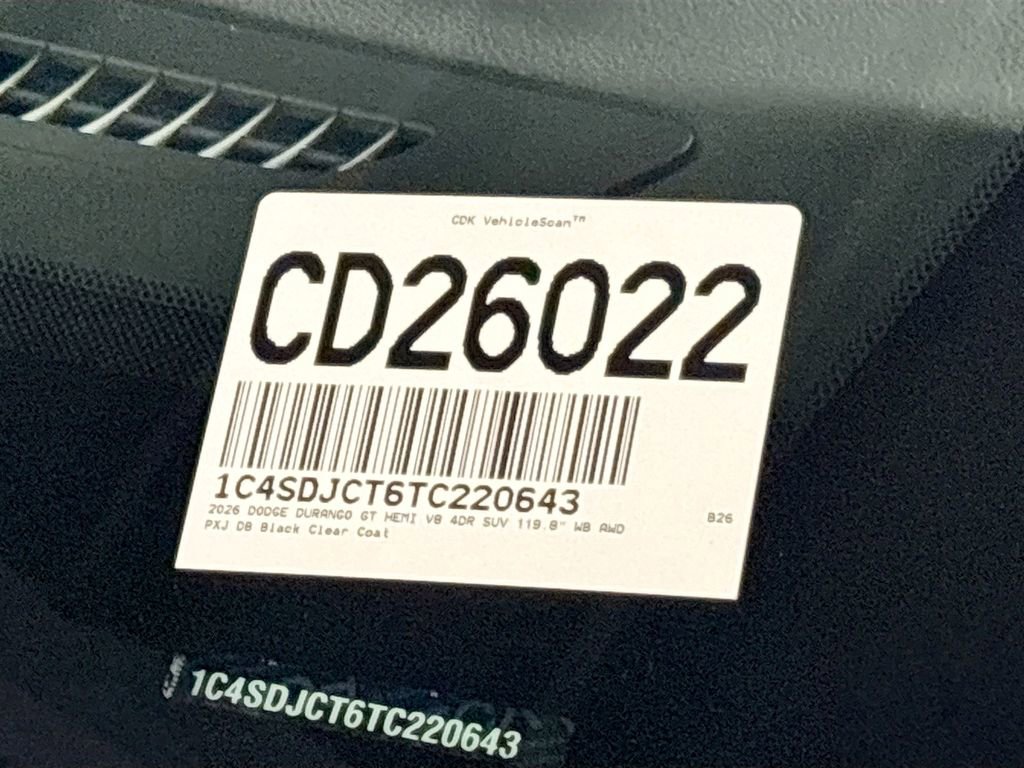 CDK VehicleScan™
CD26022
1C4SDJCT6TC220643
2026 DODGE DURANGO GT HEMI V8 4DR SUV 119.8" WB AWD
B26
PXJ DB Black Clear Coat
1C4SDJCT6TC220643